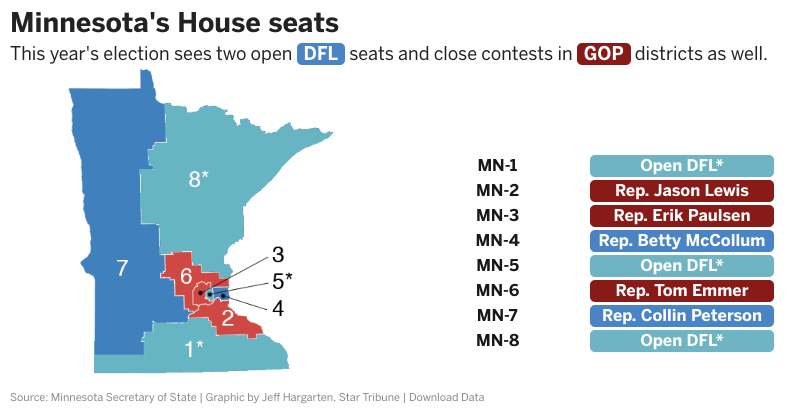 Minnesota's House seats
This year's election sees two open DFL seats and close contests in GOP districts as well.
8*
7
6
3
5*
4
2
1*
MN-1 Open DFL*
MN-2 Rep. Jason Lewis
MN-3 Rep. Erik Paulsen
MN-4 Rep. Betty McCollum
MN-5 Open DFL*
MN-6 Rep. Tom Emmer
MN-7 Rep. Collin Peterson
MN-8 Open DFL*
Source: Minnesota Secretary of State | Graphic by Jeff Hargarten, Star Tribune | Download Data